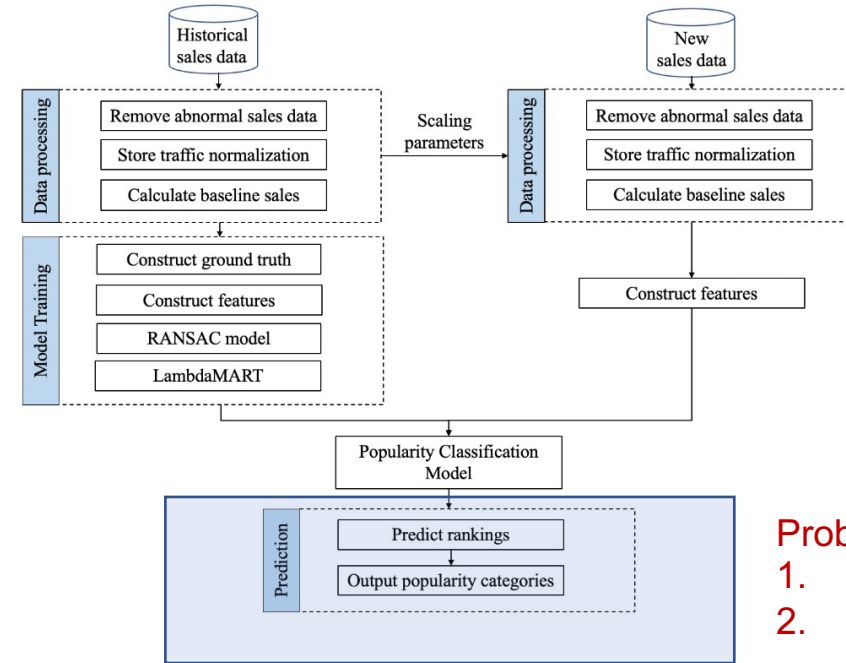 Historical
sales data
New
sales data
Data processing
Remove abnormal sales data
Store traffic normalization
Calculate baseline sales
Scaling
parameters
Data processing
Remove abnormal sales data
Store traffic normalization
Calculate baseline sales
Model Training
Construct ground truth
Construct features
RANSAC model
LambdaMART
Construct features
Popularity Classification
Model
Prediction
Predict rankings
Output popularity categories
Prob
1.
2.